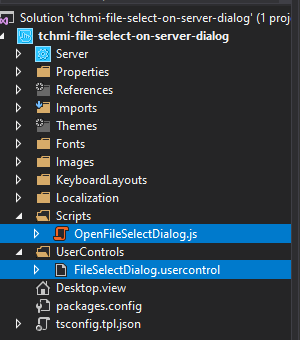 Solution 'tchmi-file-select-on-server-dialog' (1 proj
tchmi-file-select-on-server-dialog
Server
Properties
References
Imports
Themes
Fonts
Images
KeyboardLayouts
Localization
Scripts
OpenFileSelectDialog.js
UserControls
FileSelectDialog.usercontrol
Desktop.view
packages.config
tsconfig.tpl.json